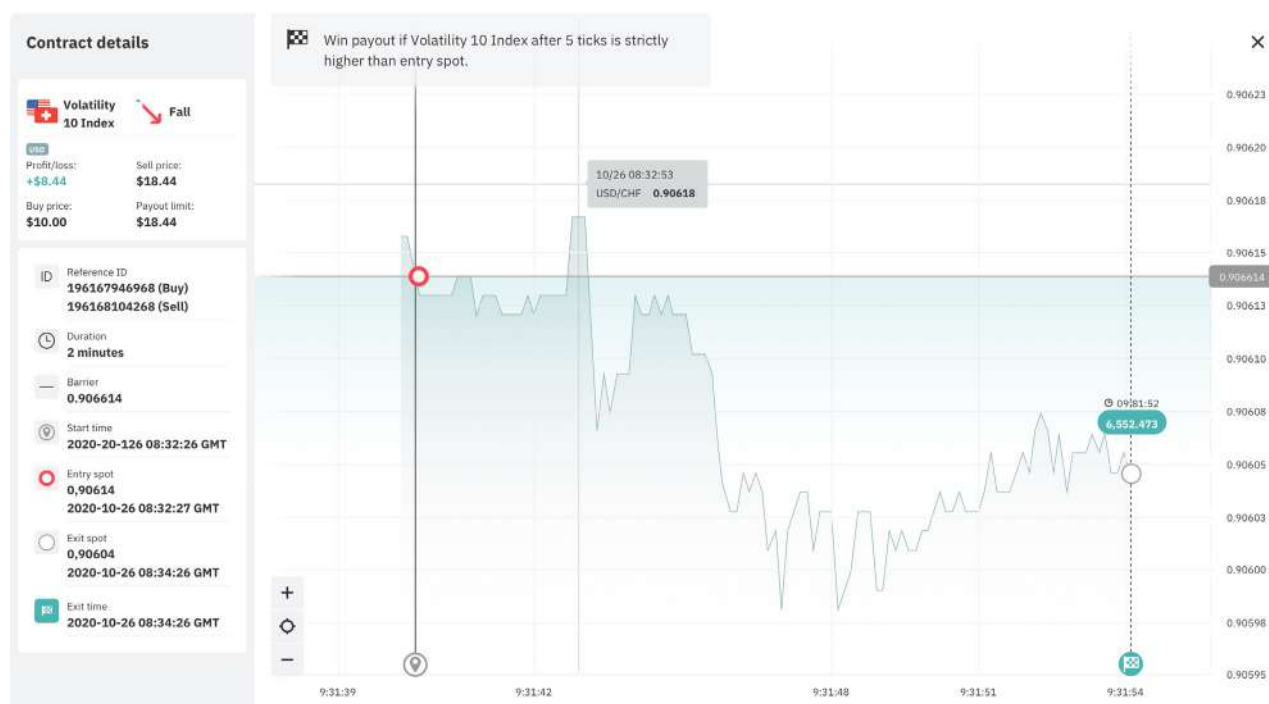 Contract details
Volatility
10 Index
Fall
USD
Profit/loss:
Sell price:
+$8.44
$18.44
Buy price:
Payout limit:
$10.00
$18.44
ID
Reference ID
196167946968 (Buy)
196168104268 (Sell)
Duration
2 minutes
Barrier
0.906614
Start time
2020-20-126 08:32:26 GMT
Entry spot
0,90614
2020-10-26 08:32:27 GMT
Exit spot
0,90604
2020-10-26 08:34:26 GMT
Exit time
2020-10-26 08:34:26 GMT
Win payout if Volatility 10 Index after 5 ticks is strictly
higher than entry spot.
10/26 08:32:53
USD/CHF 0.90618
09:81:52
6,552.473
0.90623
0.90620
0.90618
0.90615
0.906614
0.90613
0.90610
0.90608
0.90605
0.90603
0.90600
0.90598
0.90595
9:31:39
9:31:42
9:31:48
9:31:51
9:31:54